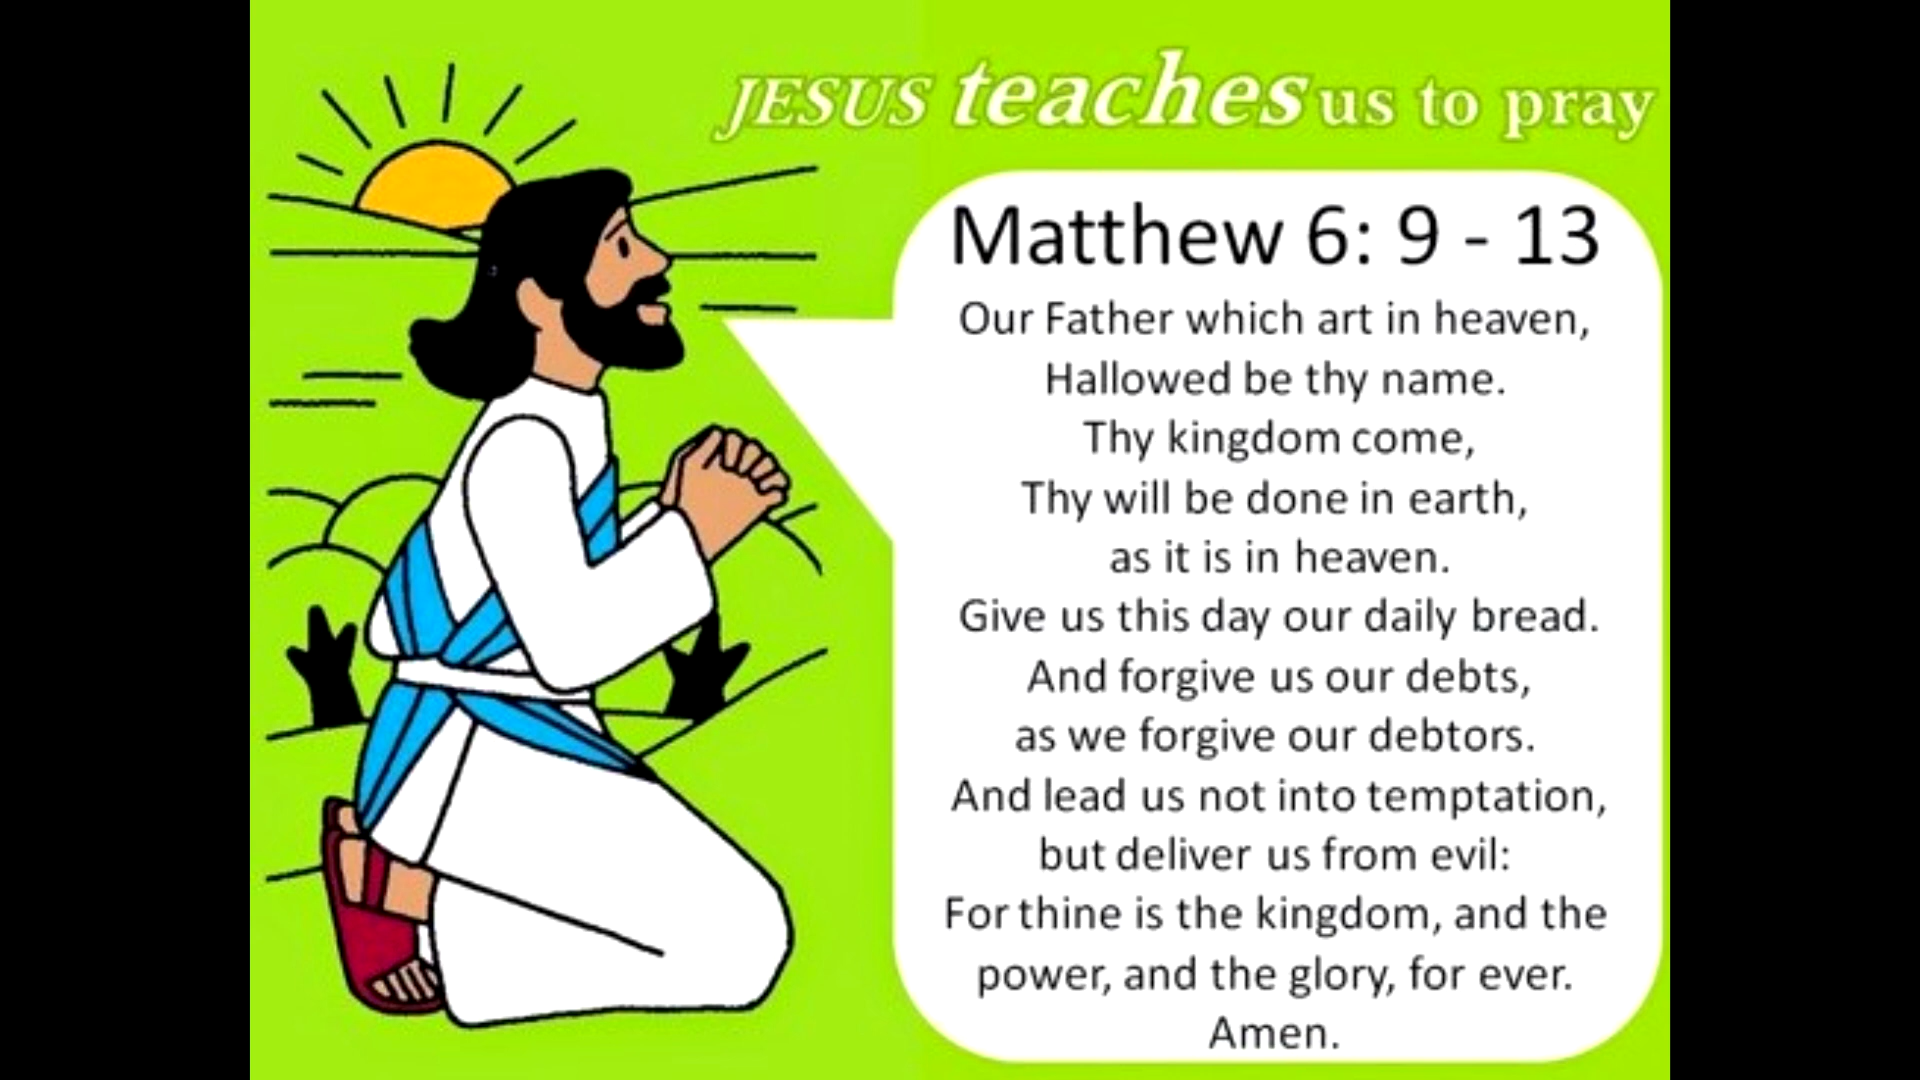 JESUS teaches us to pray
Matthew 6: 9 - 13
Our Father which art in heaven,
Hallowed be thy name.
Thy kingdom come,
Thy will be done in earth,
as it is in heaven.
Give us this day our daily bread.
And forgive us our debts,
as we forgive our debtors.
And lead us not into temptation,
but deliver us from evil:
For thine is the kingdom, and the
power, and the glory, for ever.
Amen.